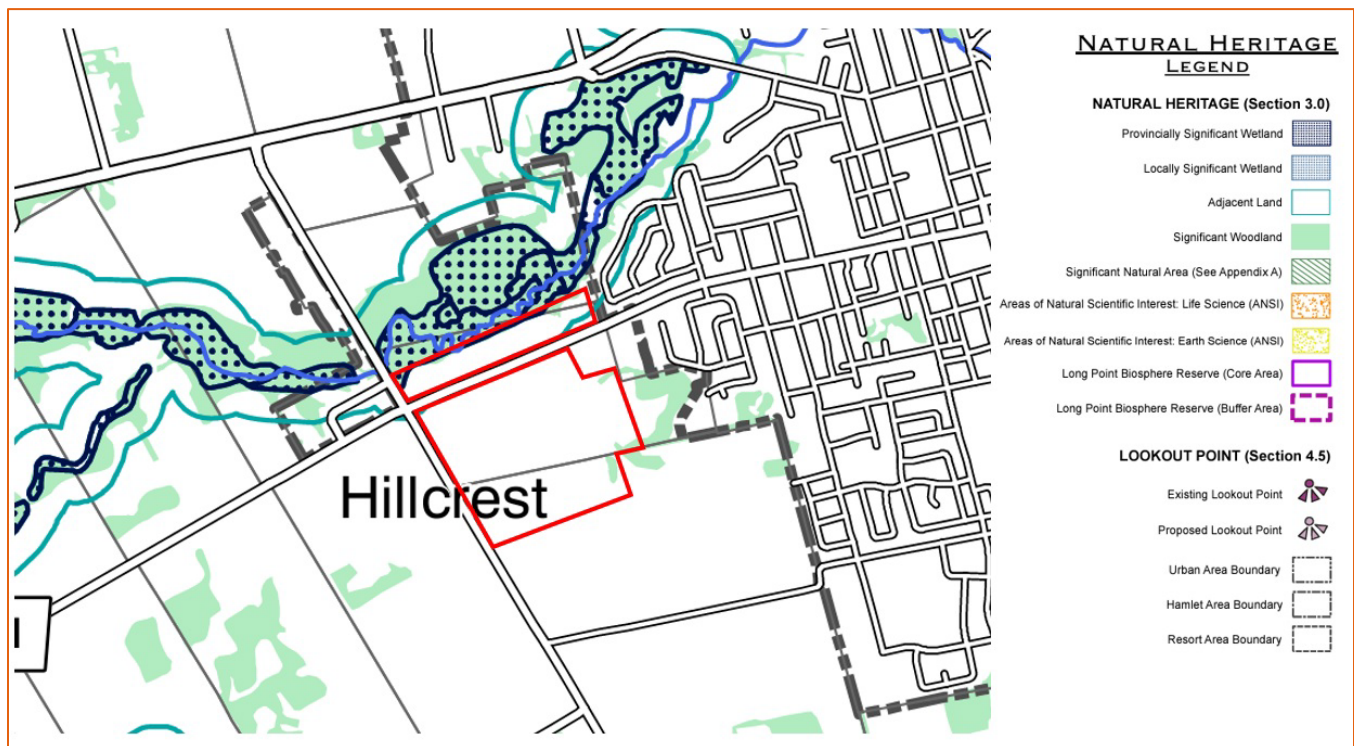 NATURAL HERITAGE
LEGEND
NATURAL HERITAGE (Section 3.0)
Provincially Significant Wetland
Locally Significant Wetland
Adjacent Land
Significant Woodland
Significant Natural Area (See Appendix A)
Areas of Natural Scientific Interest: Life Science (ANSI)
Areas of Natural Scientific Interest: Earth Science (ANSI)
Long Point Biosphere Reserve (Core Area)
Long Point Biosphere Reserve (Buffer Area)
LOOKOUT POINT (Section 4.5)
Existing Lookout Point
Proposed Lookout Point
Urban Area Boundary
Hamlet Area Boundary
Resort Area Boundary
Hillcrest